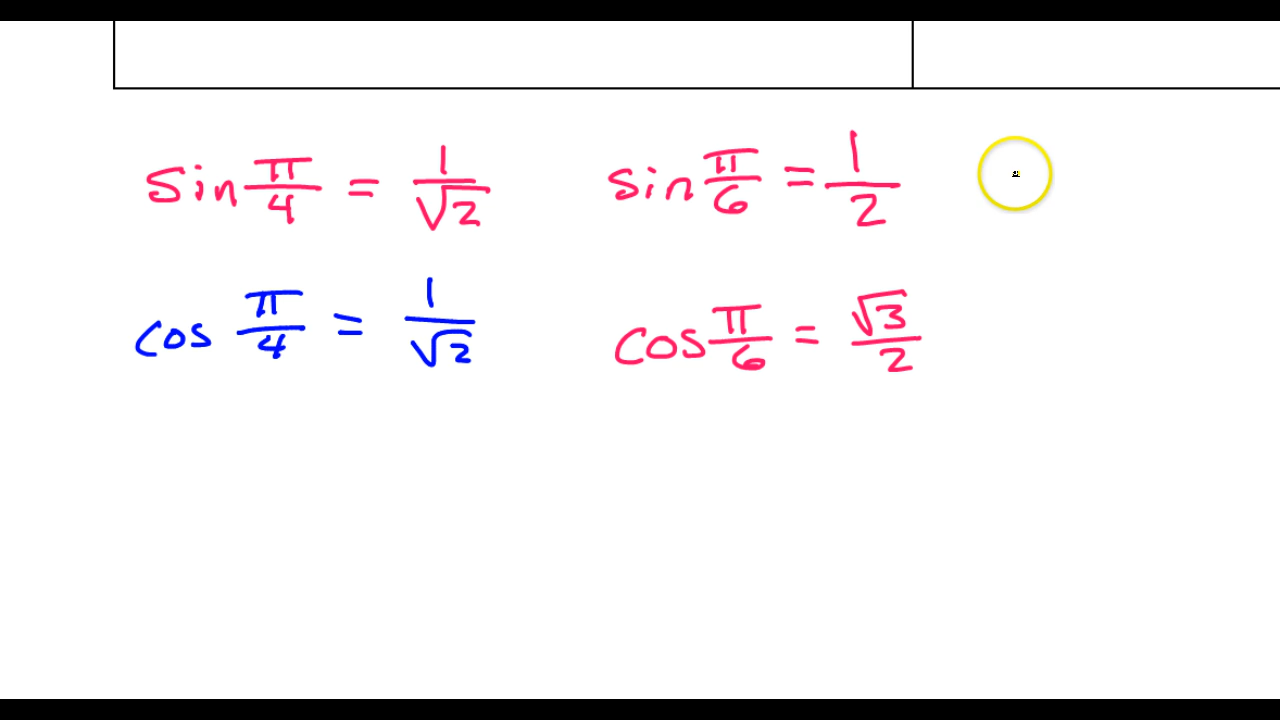 sin π/4 = 1/√2    sin π/6 = 1/2
cos π/4 = 1/√2    cos π/6 = √3/2